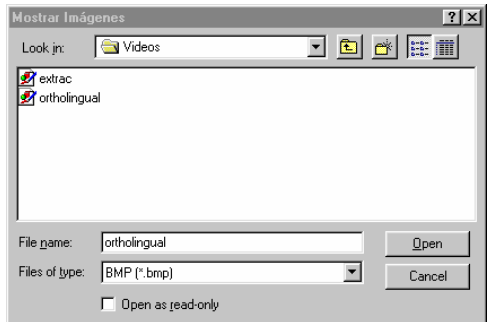 Mostrar Imágenes
Look in: Videos
extrac
ortholingual
File name: ortholingual Open
Files of type: BMP (*.bmp) Cancel
Open as read-only